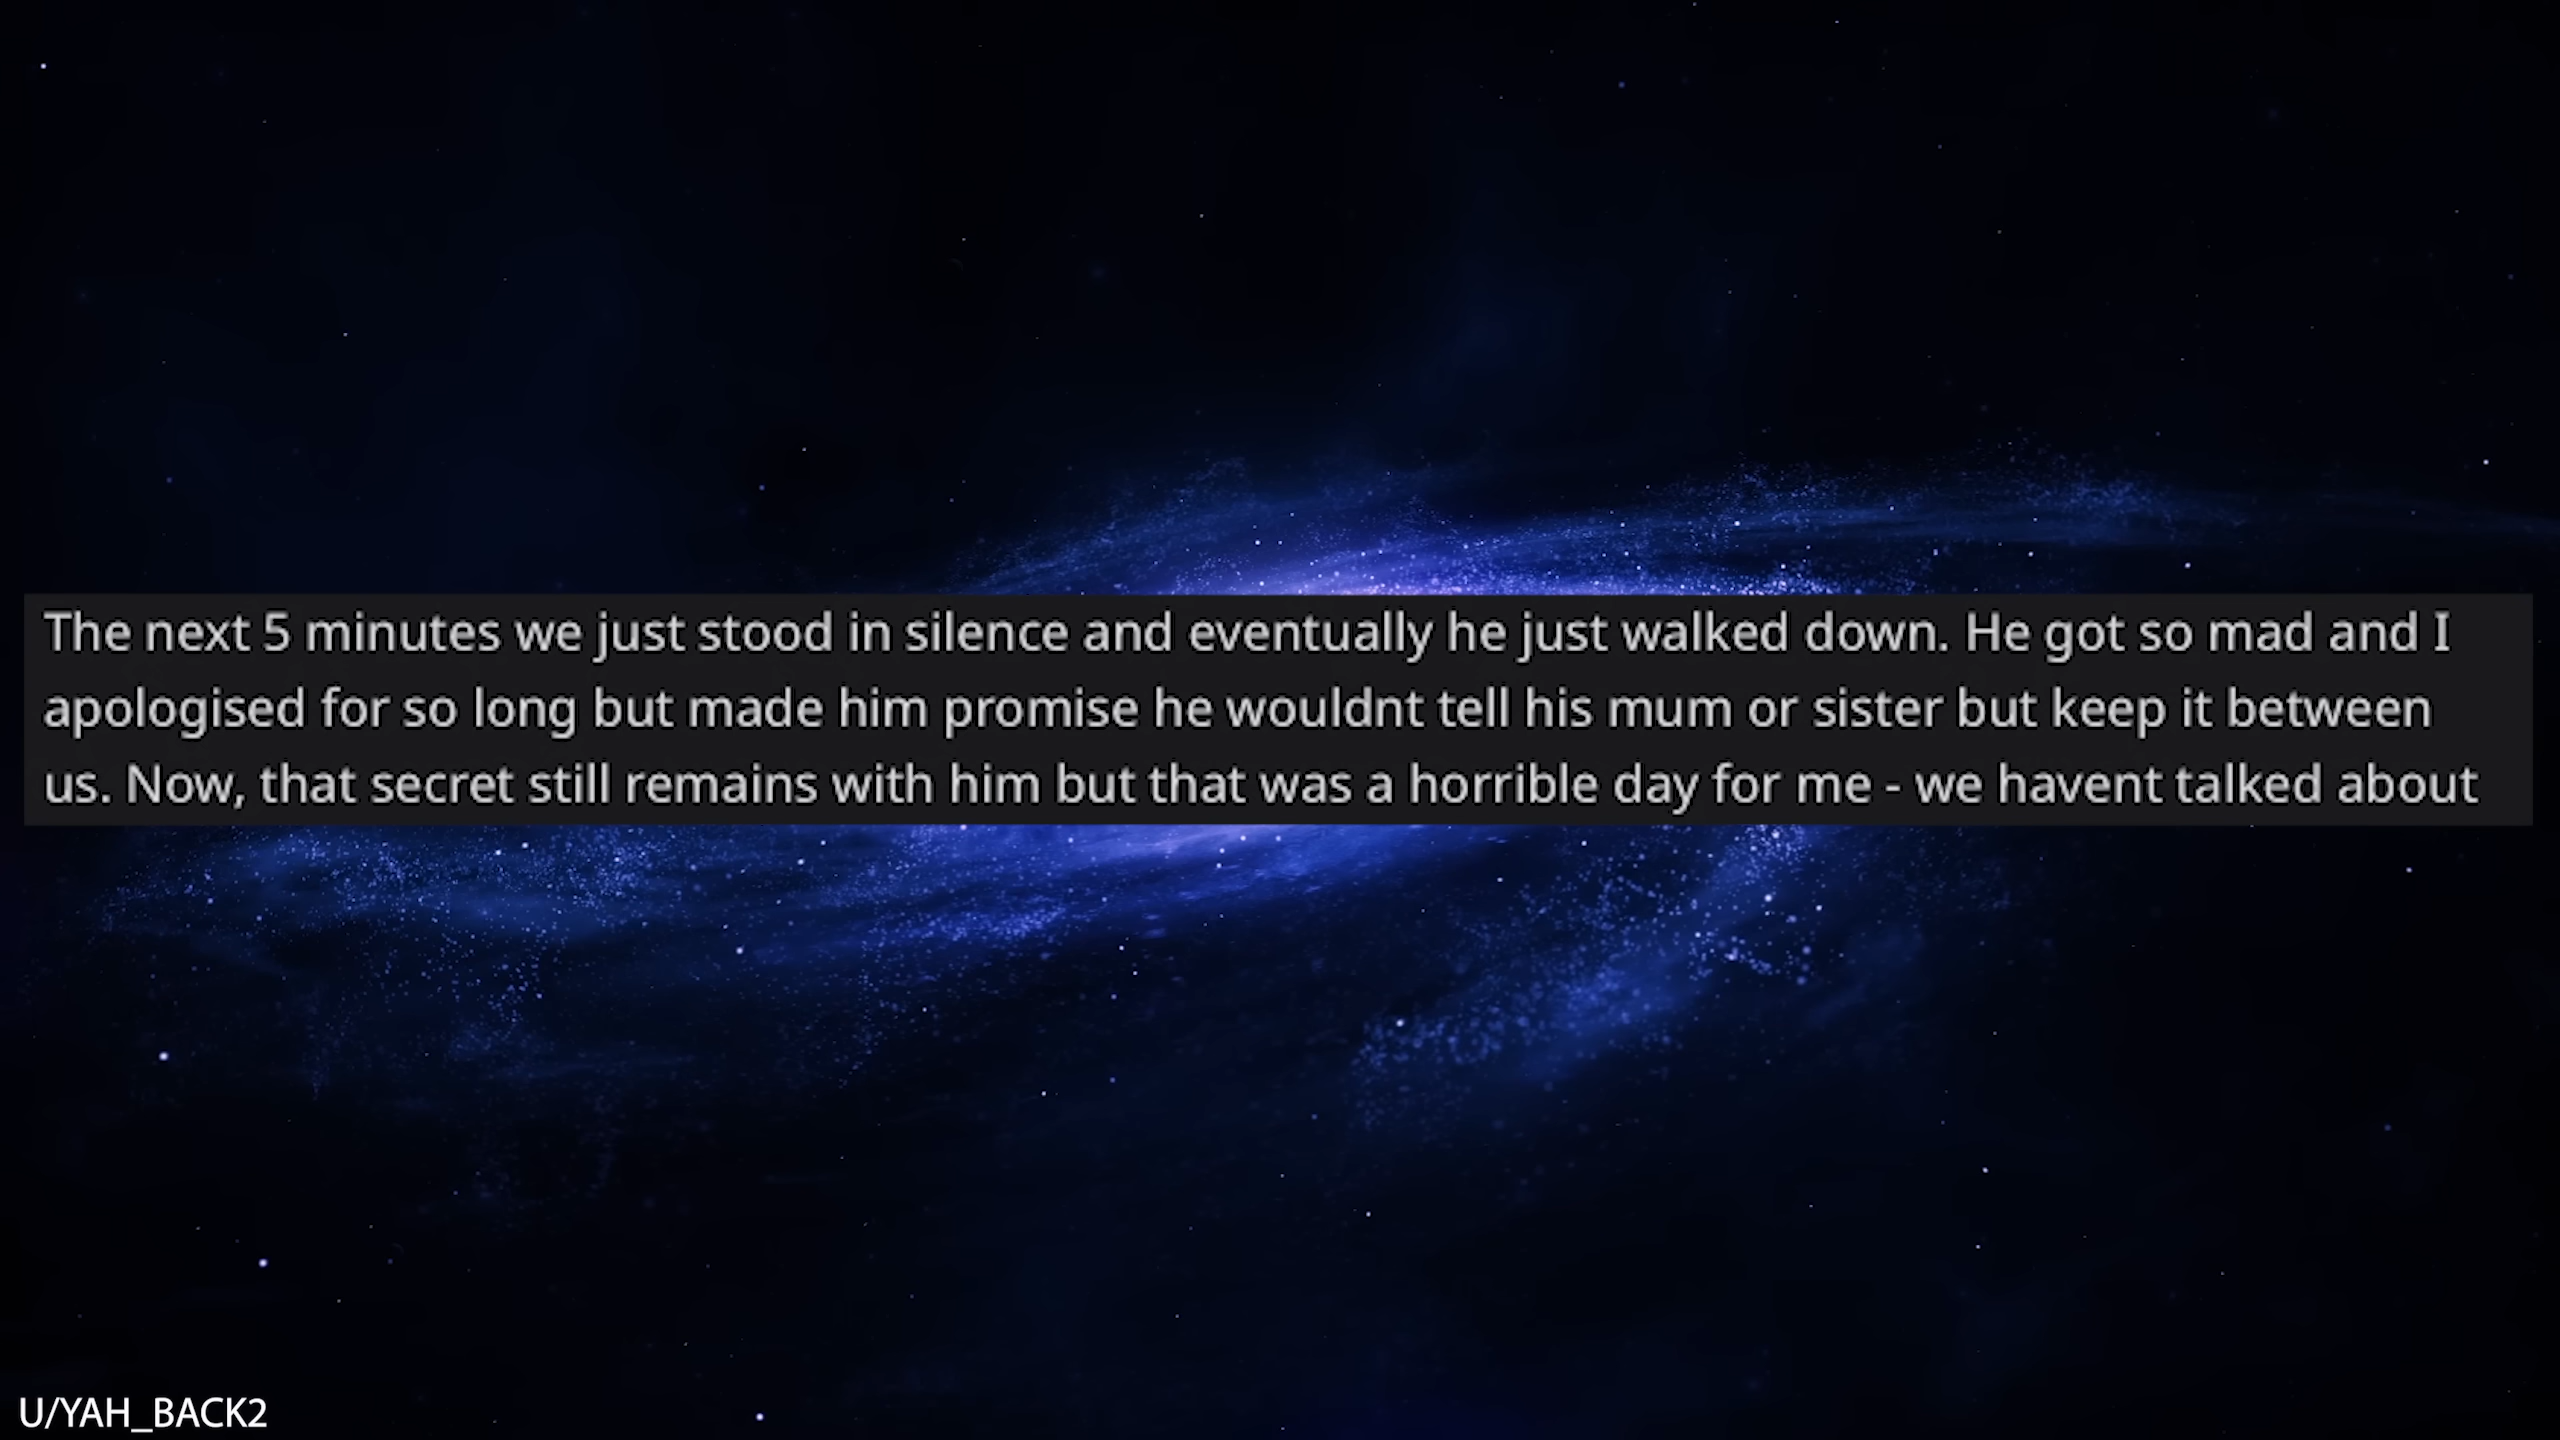 The next 5 minutes we just stood in silence and eventually he just walked down. He got so mad and I
apologised for so long but made him promise he wouldnt tell his mum or sister but keep it between
us. Now, that secret still remains with him but that was a horrible day for me - we havent talked about
U/YAH_BACK2